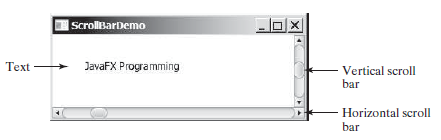 ScrollBarDemo
Text
JavaFX Programming
Vertical scroll
bar
Horizontal scroll
bar